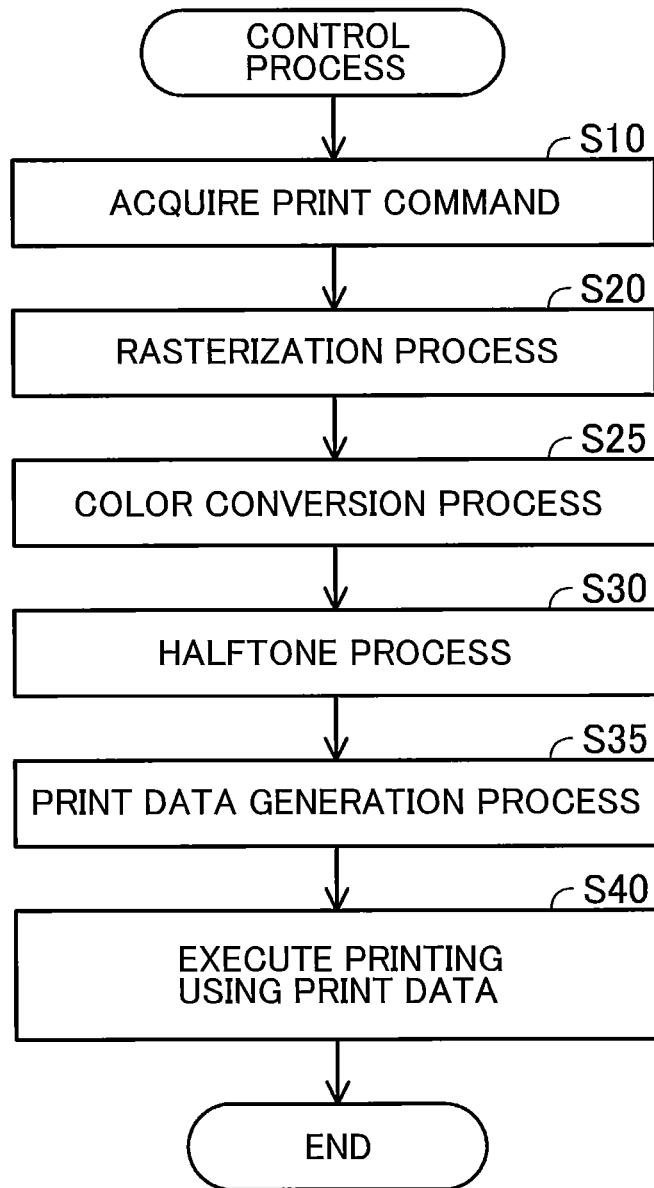 CONTROL
PROCESS
S10
ACQUIRE PRINT COMMAND
S20
RASTERIZATION PROCESS
S25
COLOR CONVERSION PROCESS
S30
HALFTONE PROCESS
S35
PRINT DATA GENERATION PROCESS
S40
EXECUTE PRINTING
USING PRINT DATA
END